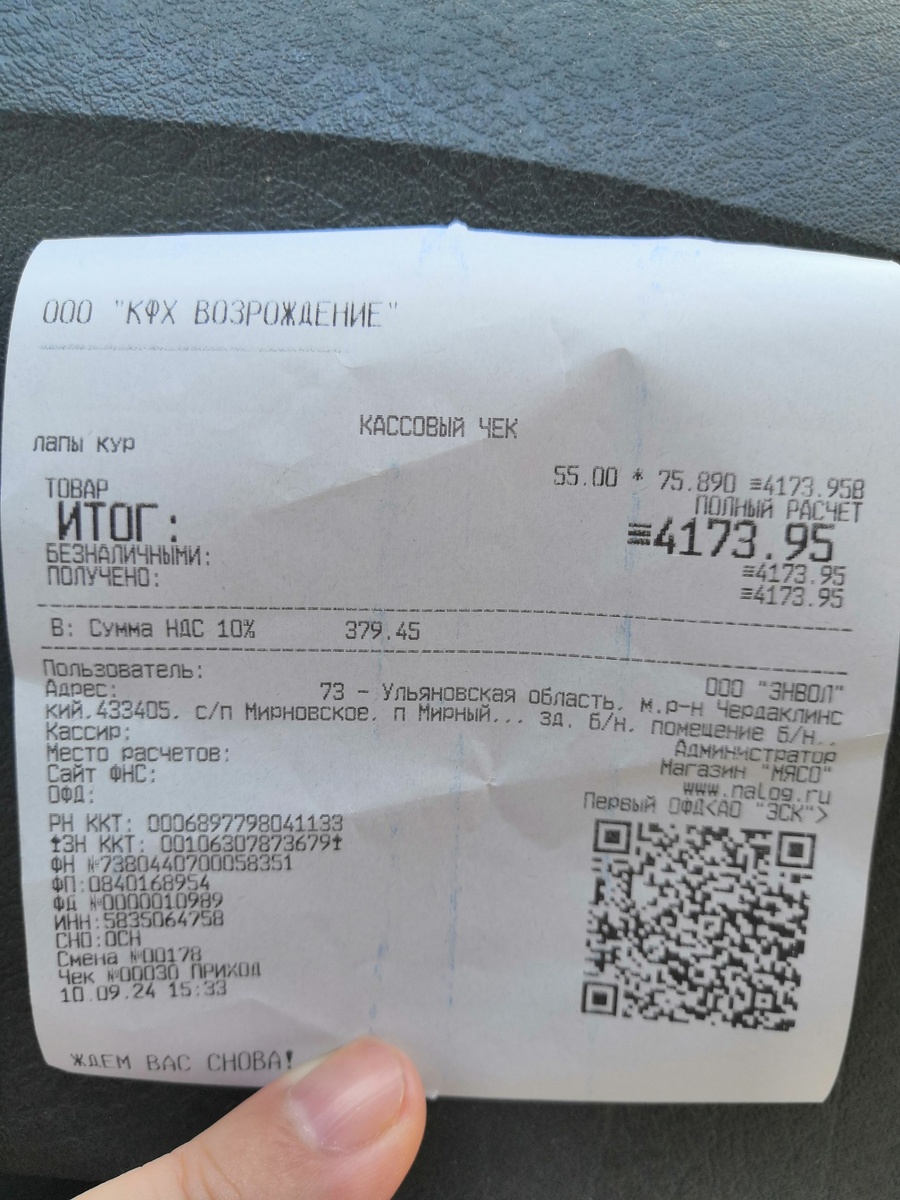 ООО "КФХ ВОЗРОЖДЕНИЕ"
КАССОВЫЙ ЧЕК
лапы кур
55.00 * 75.890 ≡4173.95В
ТОВАР ПОЛНЫЙ РАСЧЕТ
ИТОГ: ≡4173.95
БЕЗНАЛИЧНЫМИ: ≡4173.95
ПОЛУЧЕНО: ≡4173.95
В: Сумма НДС 10% 379.45
Пользователь: ООО "ЭНВОЛ"
Адрес: 73 - Ульяновская область, м.р-н Чердаклинс
кий,433405, с/п Мирновское, п Мирный,.. зд. б/н, помещение б/н..
Кассир: Администратор
Место расчетов: Магазин "МЯСО"
Сайт ФНС: www.nalog.ru
ОФД: Первый ОФД<АО "ЭСК">
РН ККТ: 0006897798041133
ЗН ККТ: 00106307873679
ФН №7380440700058351
ФП:0840168954
ФД №0000010989
ИНН:5835064758
СНО:ОСН
Смена №00178
Чек №00030 ПРИХОД
10.09.24 15:33
ЖДЕМ ВАС СНОВА!